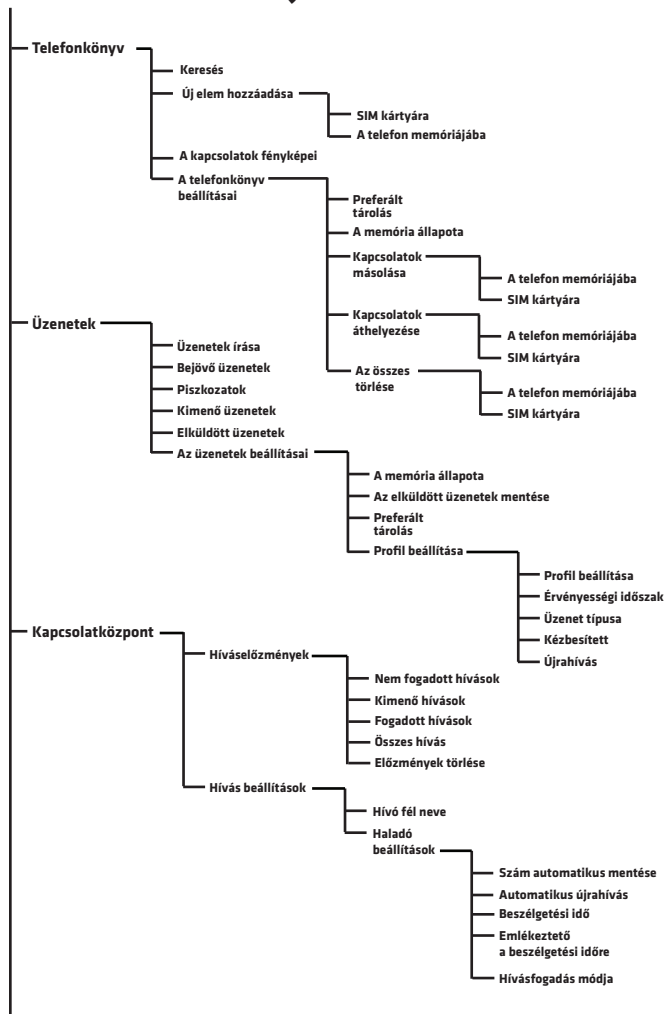 Telefonkönyv
Keresés
Új elem hozzáadása
SIM kártyára
A telefon memóriájába
A kapcsolatok fényképei
A telefonkönyv
beállításai
Preferált
tárolás
A memória állapota
Kapcsolatok
másolása
A telefon memóriájába
SIM kártyára
Kapcsolatok
áthelyezése
A telefon memóriájába
SIM kártyára
Az összes
törlése
A telefon memóriájába
SIM kártyára
Üzenetek
Üzenetek írása
Bejövő üzenetek
Piszkozatok
Kimenő üzenetek
Elküldött üzenetek
Az üzenetek beállításai
A memória állapota
Az elküldött üzenetek mentése
Preferált
tárolás
Profil beállítása
Profil beállítása
Érvényességi időszak
Üzenet típusa
Kézbesített
Újrahívás
Kapcsolatközpont
Híváselőzmények
Nem fogadott hívások
Kimenő hívások
Fogadott hívások
Összes hívás
Előzmények törlése
Hívás beállítások
Hívó fél neve
Haladó
beállítások
Szám automatikus mentése
Automatikus újrahívás
Beszélgetési idő
Emlékeztető
a beszélgetési időre
Hívásfogadás módja